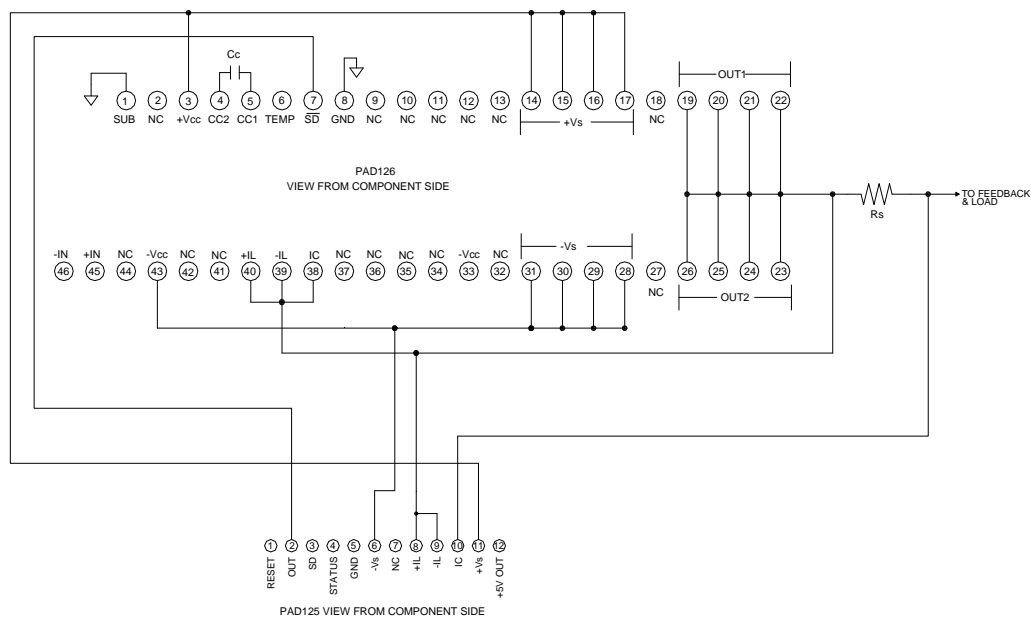 Cc
OUT1
1 2 3 4 5 6 7 8 9 10 11 12 13 14 15 16 17 18 19 20 21 22
SUB NC +Vcc CC2 CC1 TEMP SD GND NC NC NC NC NC +Vs NC
PAD126
VIEW FROM COMPONENT SIDE
Rs
TO FEEDBACK
& LOAD
-IN +IN NC -Vcc NC NC +IL -IL IC NC NC NC NC -Vcc NC -Vs
46 45 44 43 42 41 40 39 38 37 36 35 34 33 32 31 30 29 28 27 26 25 24 23
NC
OUT2
1 2 3 4 5 6 7 8 9 10 11 12
RESET OUT SD STATUS GND -Vs NC +IL -IL IC +Vs +5V OUT
PAD125 VIEW FROM COMPONENT SIDE